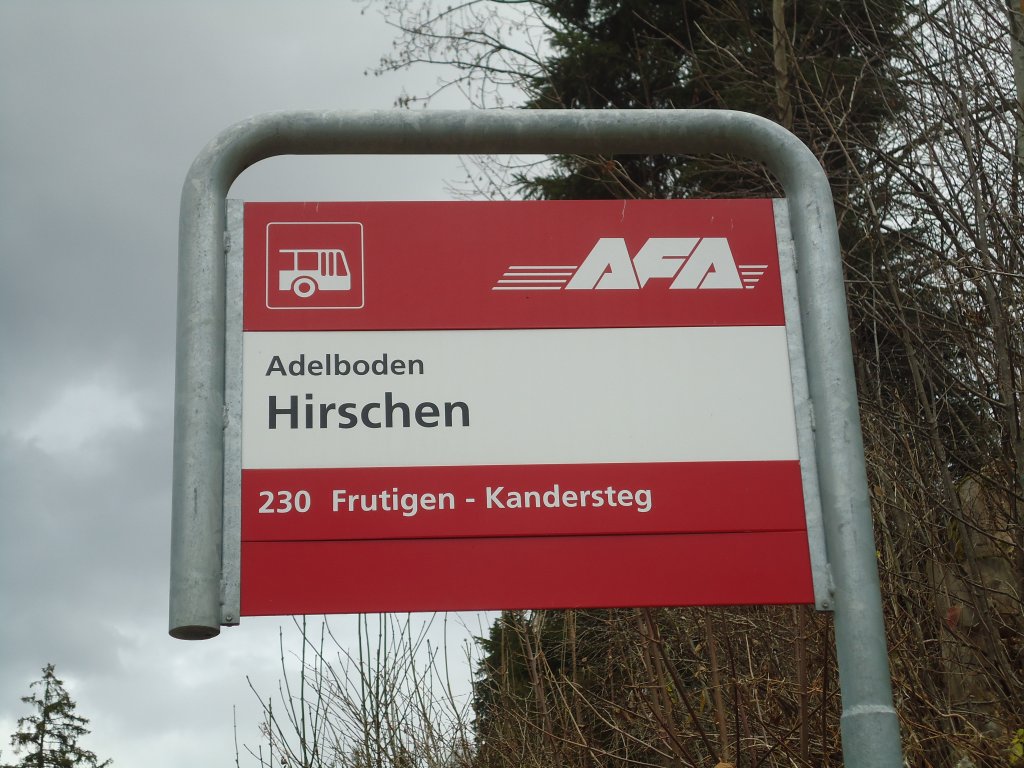 AFA
Adelboden
Hirschen
230 Frutigen - Kandersteg